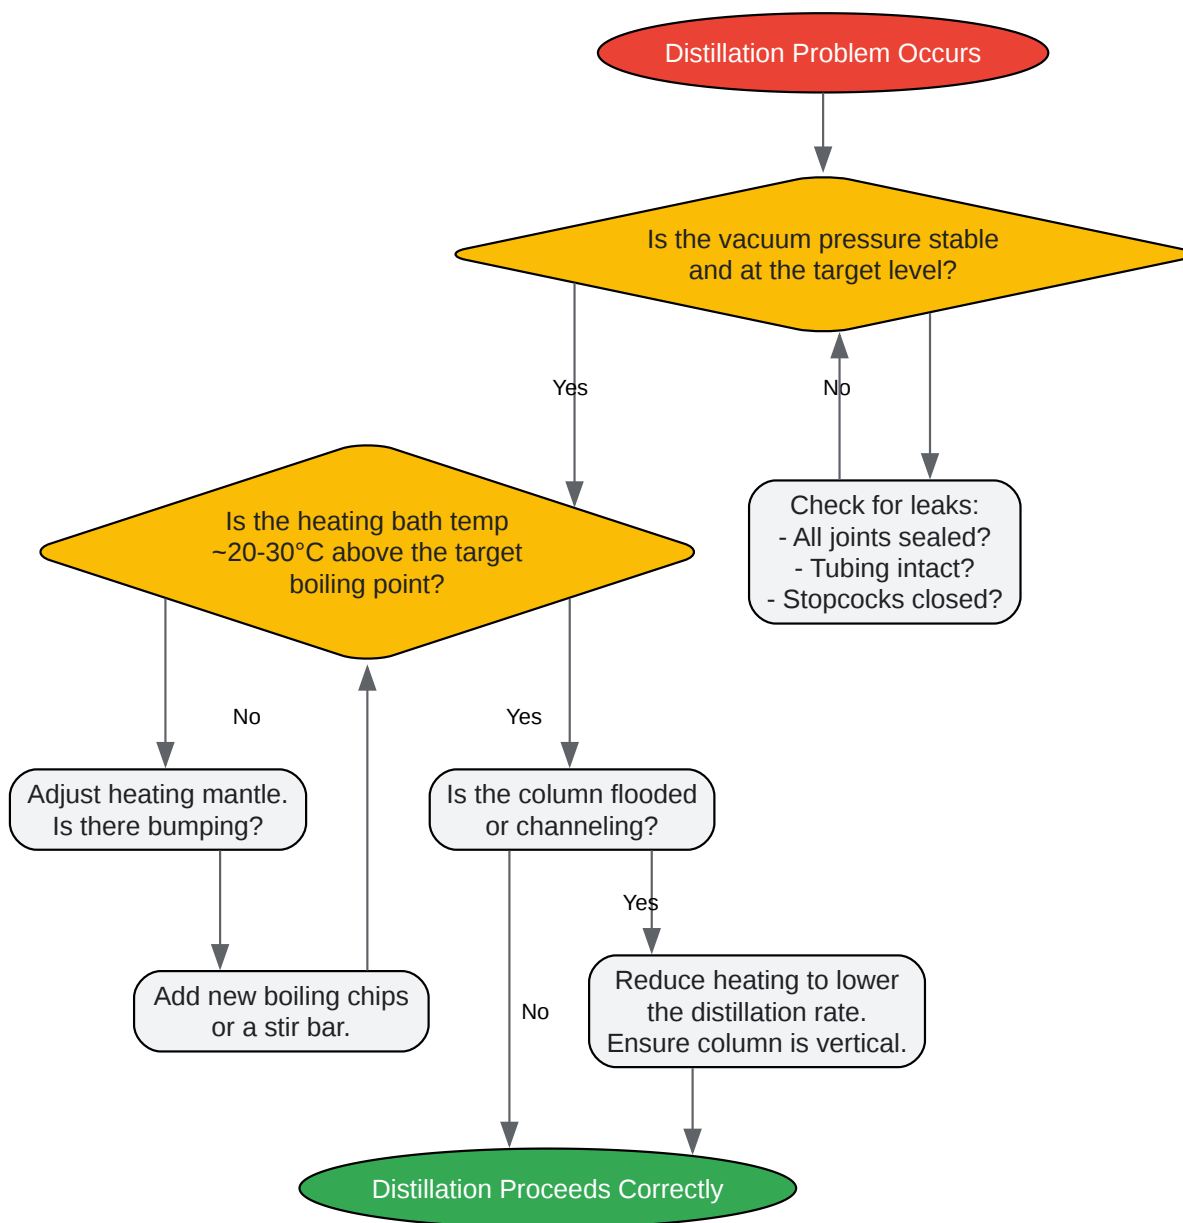 Distillation Problem Occurs
Is the vacuum pressure stable
and at the target level?
Yes
No
Check for leaks:
- All joints sealed?
- Tubing intact?
- Stopcocks closed?
Is the heating bath temp
~20-30°C above the target
boiling point?
No
Yes
Adjust heating mantle.
Is there bumping?
Is the column flooded
or channeling?
Yes
Add new boiling chips
or a stir bar.
No
Reduce heating to lower
the distillation rate.
Ensure column is vertical.
Distillation Proceeds Correctly